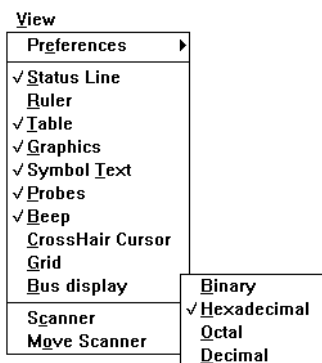 View
Preferences
Status Line
Ruler
Table
Graphics
Symbol Text
Probes
Beep
CrossHair Cursor
Grid
Bus display
Scanner
Move Scanner
Binary
Hexadecimal
Octal
Decimal